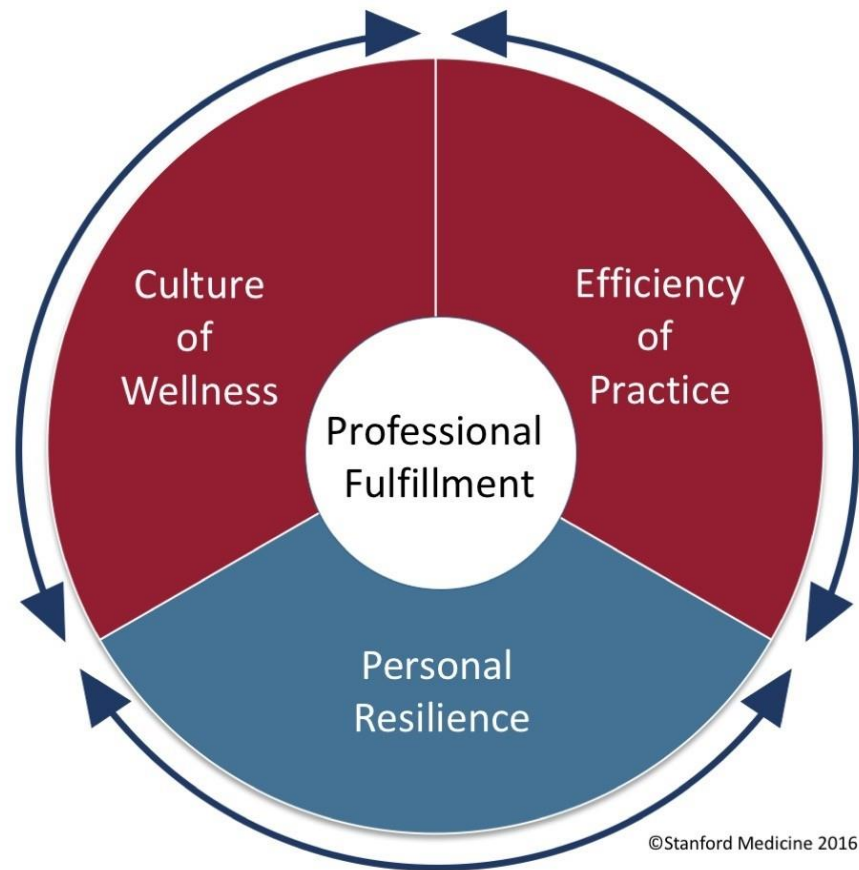 Culture
of
Wellness
Efficiency
of
Practice
Professional
Fulfillment
Personal
Resilience
©Stanford Medicine 2016